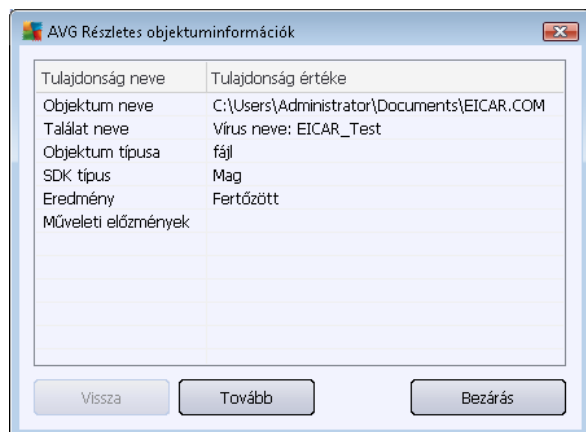 AVG Részletes objektuminformációk
Tulajdonság neve Tulajdonság értéke
Objektum neve C:\Users\Administrator\Documents\EICAR.COM
Találat neve Vírus neve: EICAR_Test
Objektum típusa fájl
SDK típus Mag
Eredmény Fertőzött
Műveleti előzmények
Vissza Tovább Bezárás